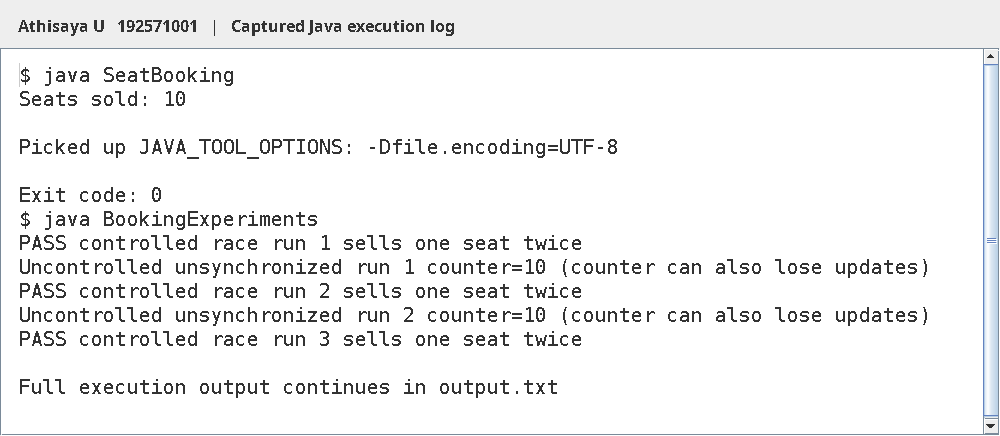 Athisaya U 192571001 | Captured Java execution log
$ java SeatBooking
Seats sold: 10
Picked up JAVA_TOOL_OPTIONS: -Dfile.encoding=UTF-8
Exit code: 0
$ java BookingExperiments
PASS controlled race run 1 sells one seat twice
Uncontrolled unsynchronized run 1 counter=10 (counter can also lose updates)
PASS controlled race run 2 sells one seat twice
Uncontrolled unsynchronized run 2 counter=10 (counter can also lose updates)
PASS controlled race run 3 sells one seat twice
Full execution output continues in output.txt